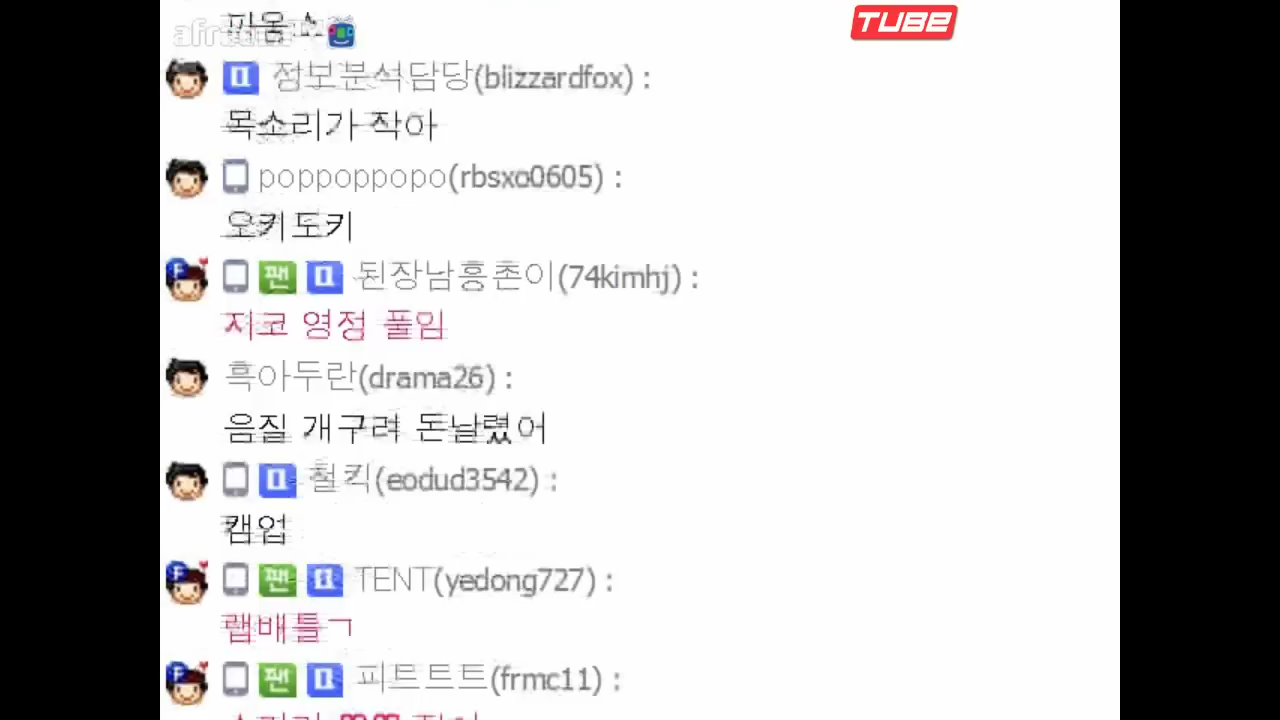 TUBE
정보분석담당(blizzardfox) :
목소리가 작아
poppoppopo(rbsxo0605) :
오키도키
팬 된장남흥촌이(74kimhj) :
지코 영정 풀임
흑아두란(drama26) :
음질 개구려 돈날렸어
철킥(eodud3542) :
캠업
팬 TENT(yedong727) :
랩배틀ㄱ
팬 피트트트(frmc11) :